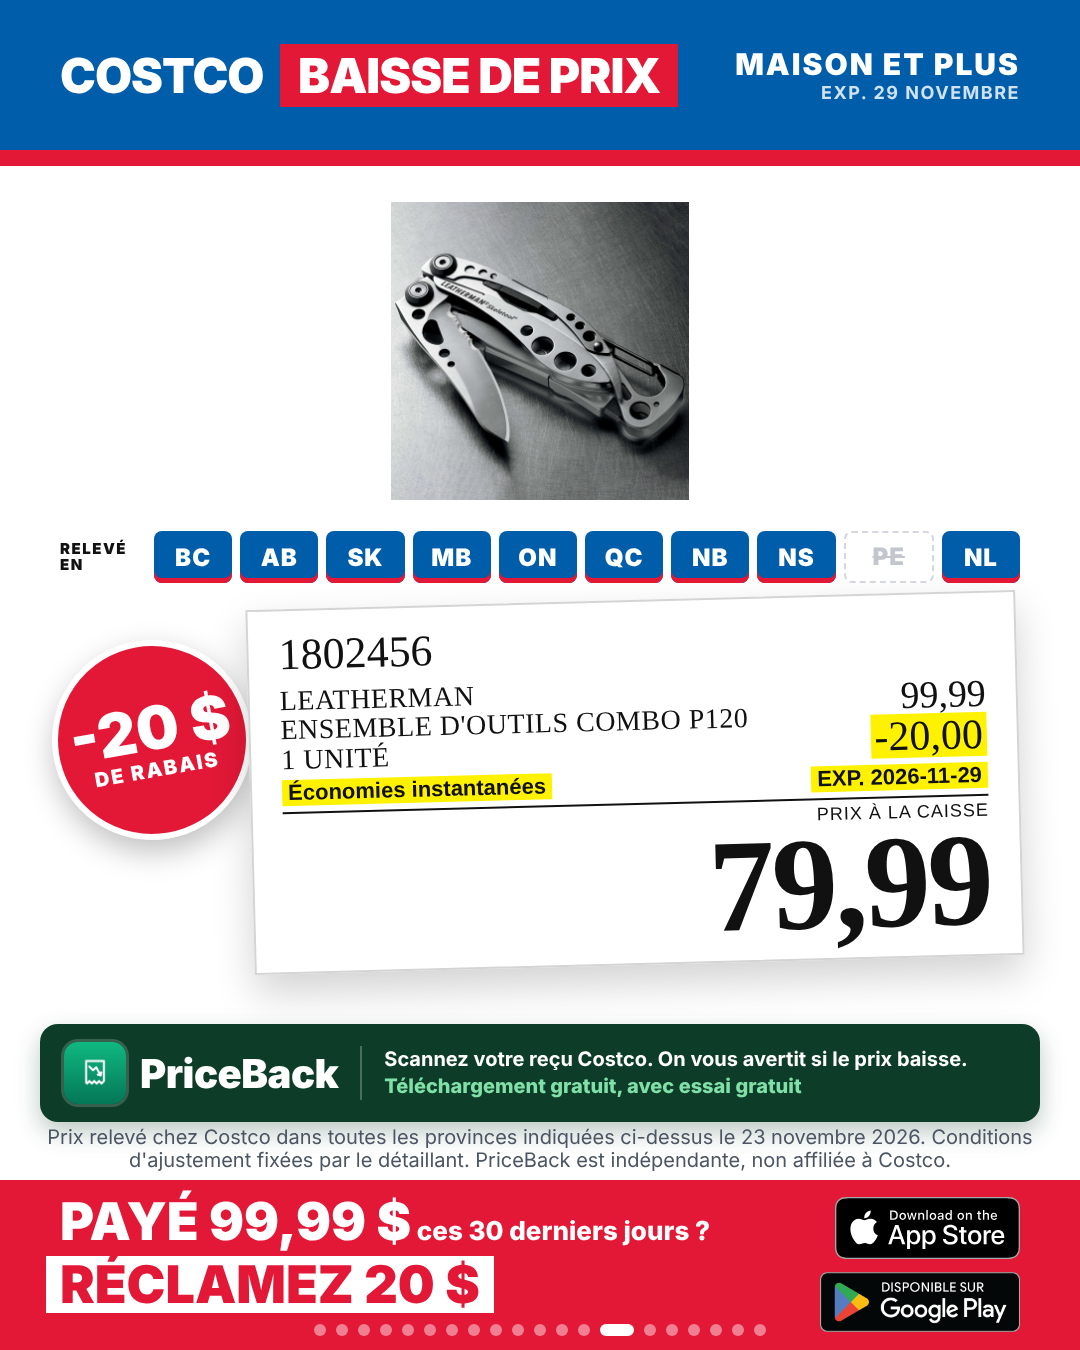 COSTCO BAISSE DE PRIX
MAISON ET PLUS
EXP. 29 NOVEMBRE
LEATHERMAN Skeletool
RELEVÉ EN
BC AB SK MB ON QC NB NS PE NL
-20 $
DE RABAIS
1802456
LEATHERMAN
ENSEMBLE D'OUTILS COMBO P120
1 UNITÉ
Économies instantanées
99,99
-20,00
EXP. 2026-11-29
PRIX À LA CAISSE
79,99
PriceBack
Scannez votre reçu Costco. On vous avertit si le prix baisse.
Téléchargement gratuit, avec essai gratuit
Prix relevé chez Costco dans toutes les provinces indiquées ci-dessus le 23 novembre 2026. Conditions
d'ajustement fixées par le détaillant. PriceBack est indépendante, non affiliée à Costco.
PAYÉ 99,99 $ ces 30 derniers jours ?
RÉCLAMEZ 20 $
Download on the
App Store
DISPONIBLE SUR
Google Play